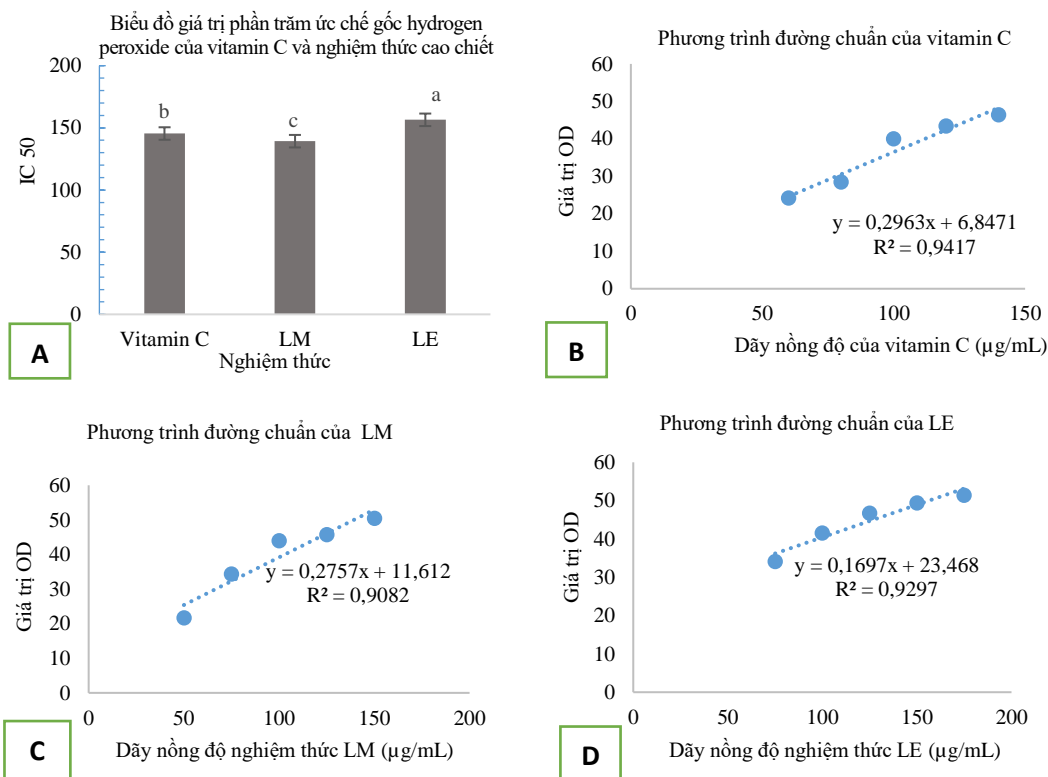 Biểu đồ giá trị phần trăm ức chế gốc hydrogen
peroxide của vitamin C và nghiệm thức cao chiết
200
150
100
50
0
IC 50
b
c
a
Vitamin C LM LE
Nghiệm thức
A
Phương trình đường chuẩn của vitamin C
60
50
40
30
20
10
0
Giá trị OD
y = 0,2963x + 6,8471
R² = 0,9417
0 50 100 150
Dãy nồng độ của vitamin C (µg/mL)
B
Phương trình đường chuẩn của LM
60
50
40
30
20
10
0
Giá trị OD
y = 0,2757x + 11,612
R² = 0,9082
0 50 100 150 200
Dãy nồng độ nghiệm thức LM (µg/mL)
C
Phương trình đường chuẩn của LE
60
50
40
30
20
10
0
Giá trị OD
y = 0,1697x + 23,468
R² = 0,9297
0 50 100 150 200
Dãy nồng độ nghiệm thức LE (µg/mL)
D